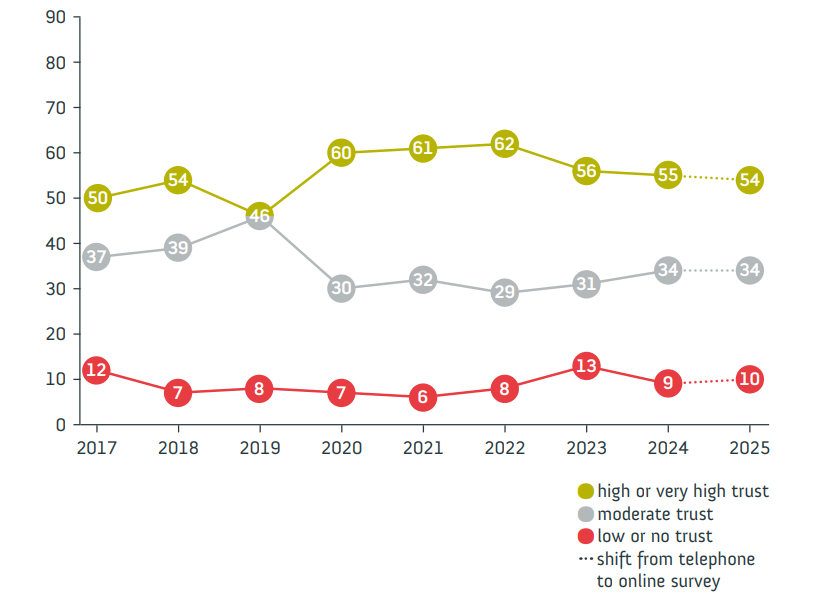 90
80
70
60
50
40
30
20
10
0
50 54 46 60 61 62 56 55 54
37 39 30 32 29 31 34 34
12 7 8 7 6 8 13 9 10
2017 2018 2019 2020 2021 2022 2023 2024 2025
high or very high trust
moderate trust
low or no trust
shift from telephone
to online survey